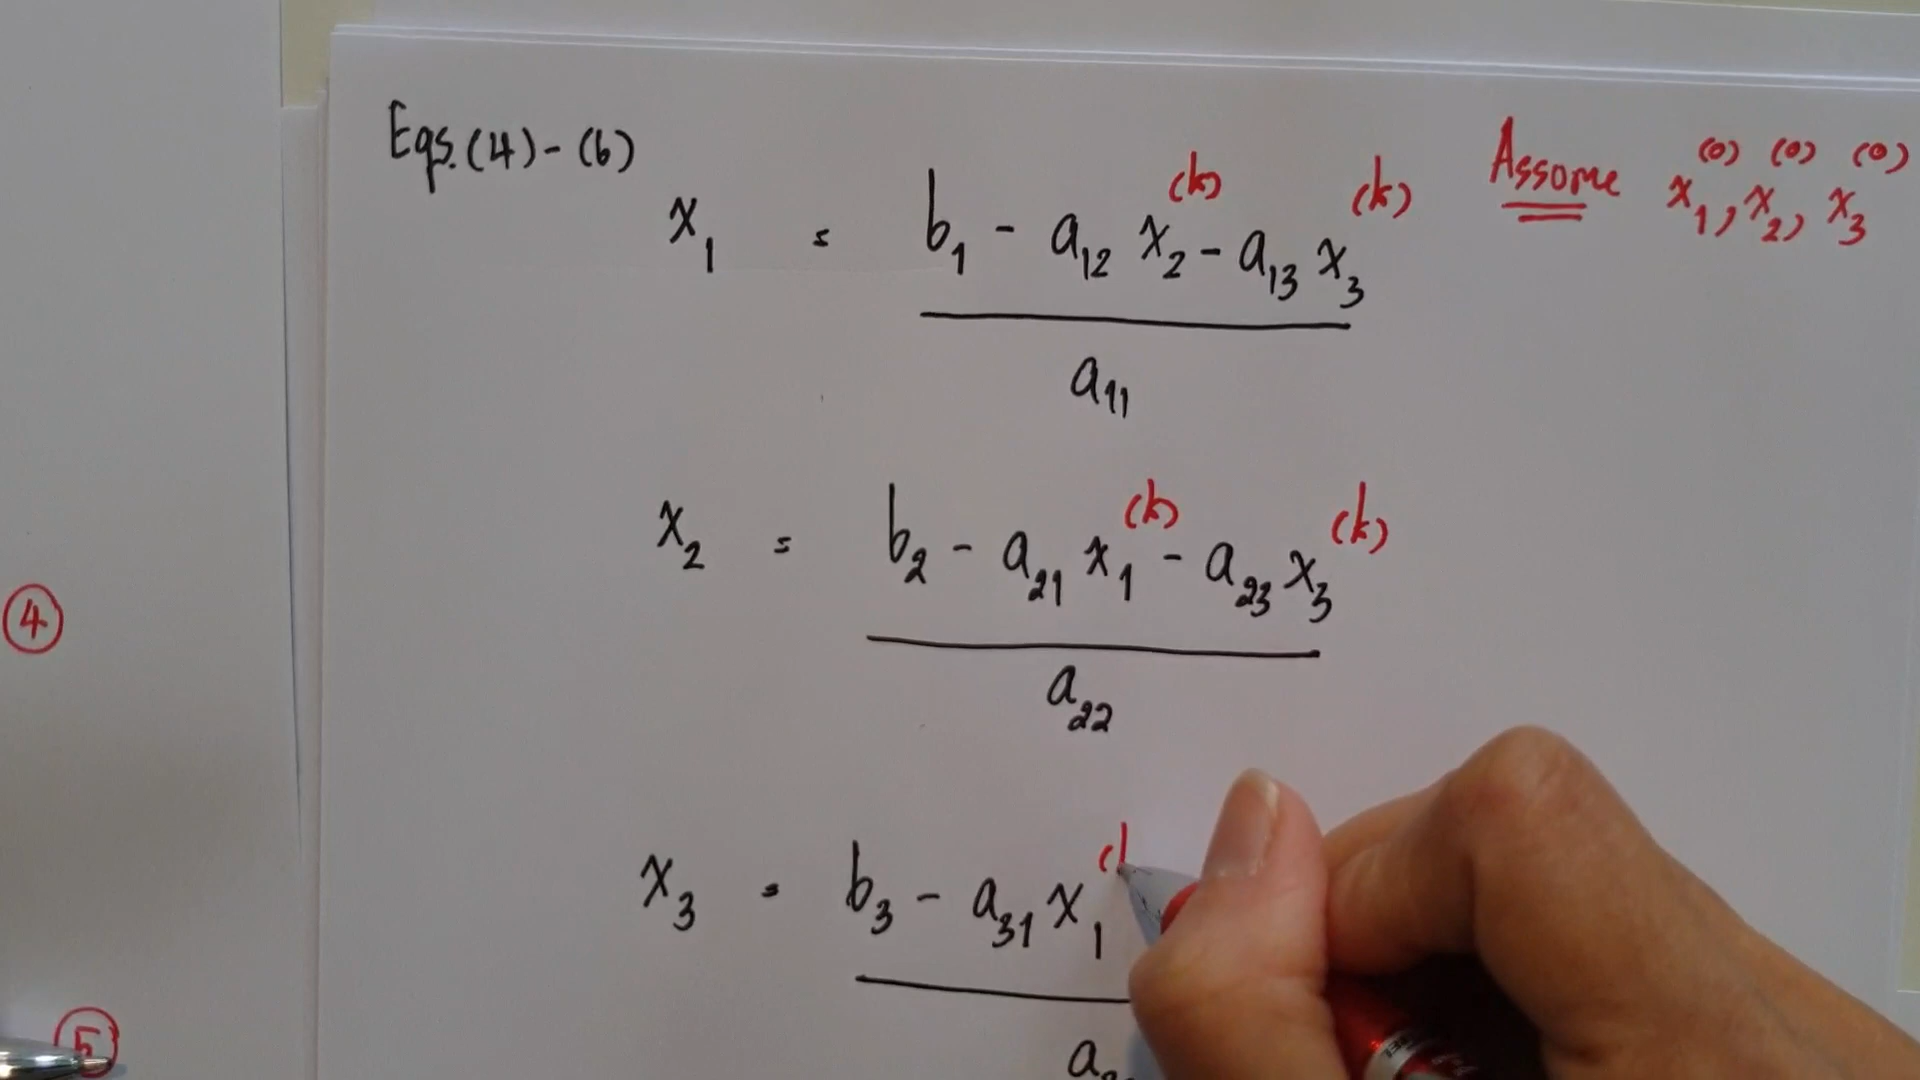 Eqs. (4) - (6)
Assume x₁⁽⁰⁾, x₂⁽⁰⁾, x₃⁽⁰⁾
x₁ = b₁ - a₁₂ x₂⁽ᵏ⁾ - a₁₃ x₃⁽ᵏ⁾
a₁₁
x₂ = b₂ - a₂₁ x₁⁽ᵏ⁾ - a₂₃ x₃⁽ᵏ⁾
a₂₂
4
x₃ = b₃ - a₃₁ x₁
5